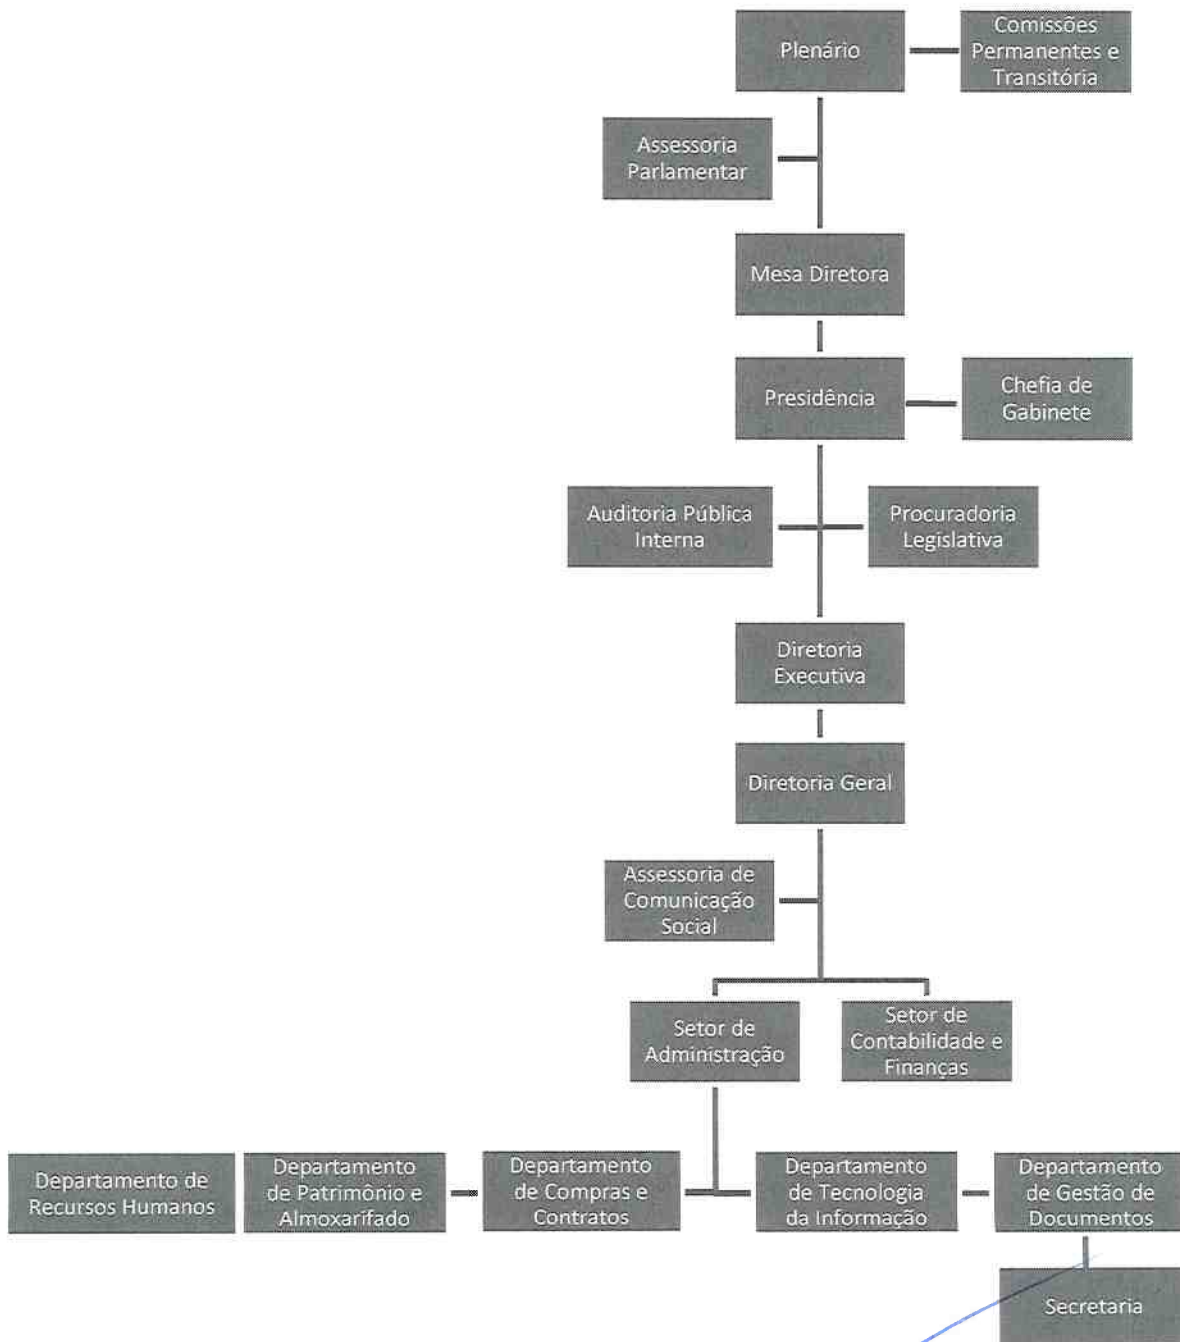 Plenário
Comissões
Permanentes e
Transitória
Assessoria
Parlamentar
Mesa Diretora
Presidência
Chefia de
Gabinete
Auditoria Pública
Interna
Procuradoria
Legislativa
Diretoria
Executiva
Diretoria Geral
Assessoria de
Comunicação
Social
Setor de
Administração
Setor de
Contabilidade e
Finanças
Departamento de
Recursos Humanos
Departamento
de Patrimônio e
Almoxarifado
Departamento
de Compras e
Contratos
Departamento
de Tecnologia
da Informação
Departamento
de Gestão de
Documentos
Secretaria